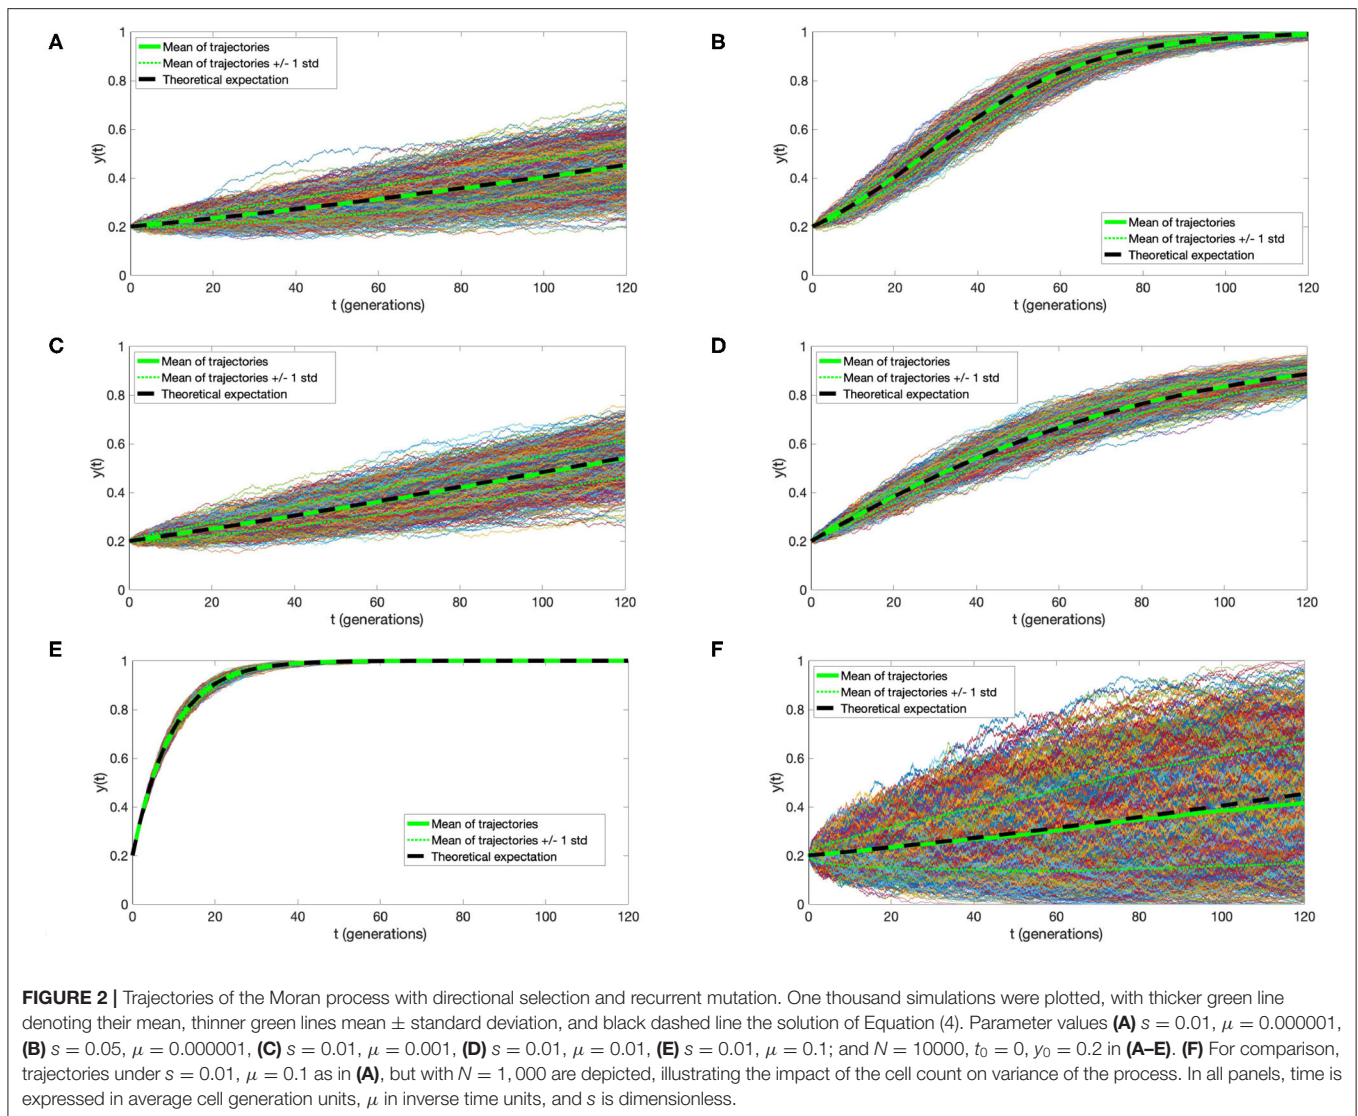 A
1
0.8
0.6
0.4
0.2
0
y(t)
Mean of trajectories
Mean of trajectories +/- 1 std
Theoretical expectation
0 20 40 60 80 100 120
t (generations)
B
1
0.8
0.6
0.4
0.2
0
y(t)
Mean of trajectories
Mean of trajectories +/- 1 std
Theoretical expectation
0 20 40 60 80 100 120
t (generations)
C
1
0.8
0.6
0.4
0.2
0
y(t)
Mean of trajectories
Mean of trajectories +/- 1 std
Theoretical expectation
0 20 40 60 80 100 120
t (generations)
D
1
0.8
0.6
0.4
0.2
0
y(t)
Mean of trajectories
Mean of trajectories +/- 1 std
Theoretical expectation
0 20 40 60 80 100 120
t (generations)
E
1
0.8
0.6
0.4
0.2
0
y(t)
Mean of trajectories
Mean of trajectories +/- 1 std
Theoretical expectation
0 20 40 60 80 100 120
t (generations)
F
1
0.8
0.6
0.4
0.2
0
y(t)
Mean of trajectories
Mean of trajectories +/- 1 std
Theoretical expectation
0 20 40 60 80 100 120
t (generations)
FIGURE 2 | Trajectories of the Moran process with directional selection and recurrent mutation. One thousand simulations were plotted, with thicker green line
denoting their mean, thinner green lines mean ± standard deviation, and black dashed line the solution of Equation (4). Parameter values (A) s = 0.01, μ = 0.000001,
(B) s = 0.05, μ = 0.000001, (C) s = 0.01, μ = 0.001, (D) s = 0.01, μ = 0.01, (E) s = 0.01, μ = 0.1; and N = 10000, t₀ = 0, y₀ = 0.2 in (A–E). (F) For comparison,
trajectories under s = 0.01, μ = 0.1 as in (A), but with N = 1, 000 are depicted, illustrating the impact of the cell count on variance of the process. In all panels, time is
expressed in average cell generation units, μ in inverse time units, and s is dimensionless.